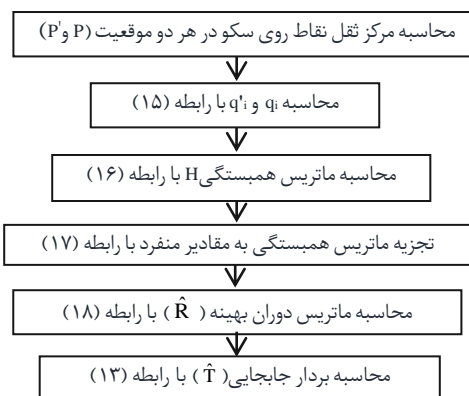 محاسبه مرکز ثقل نقاط روی سکو در هر دو موقعیت (P و P')
محاسبه qi و q'i با رابطه (۱۵)
محاسبه ماتریس همبستگی H با رابطه (۱۶)
تجزیه ماتریس همبستگی به مقادیر منفرد با رابطه (۱۷)
محاسبه ماتریس دوران بهینه ( R̂ ) با رابطه (۱۸)
محاسبه بردار جابجایی( T̂ ) با رابطه (۱۳)